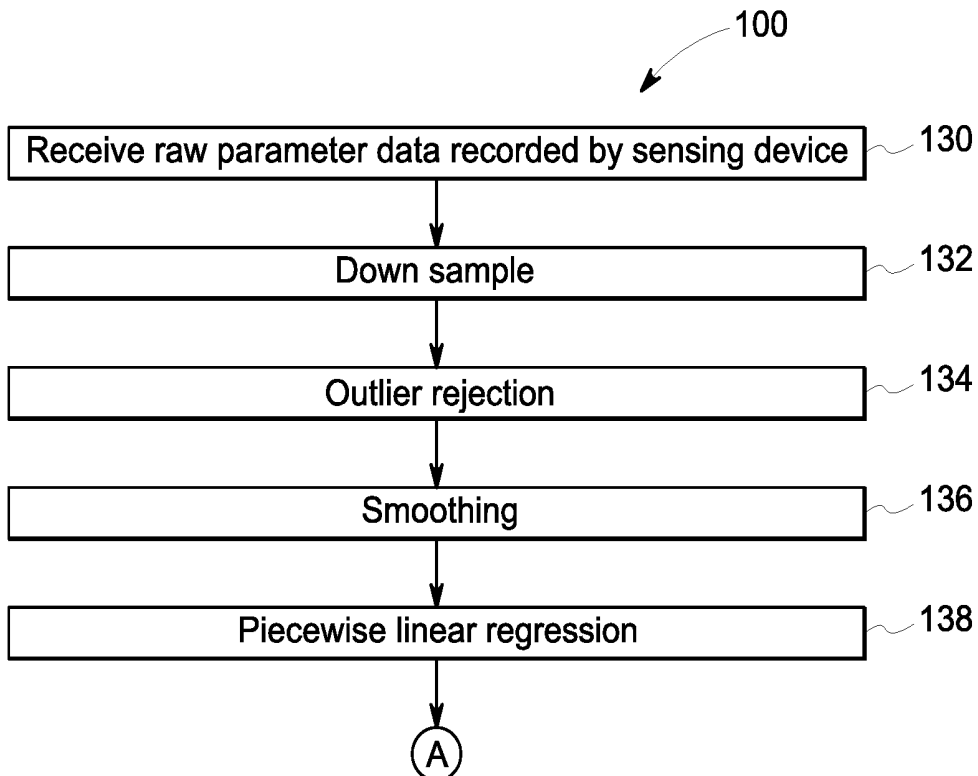 100
Receive raw parameter data recorded by sensing device 130
Down sample 132
Outlier rejection 134
Smoothing 136
Piecewise linear regression 138
A